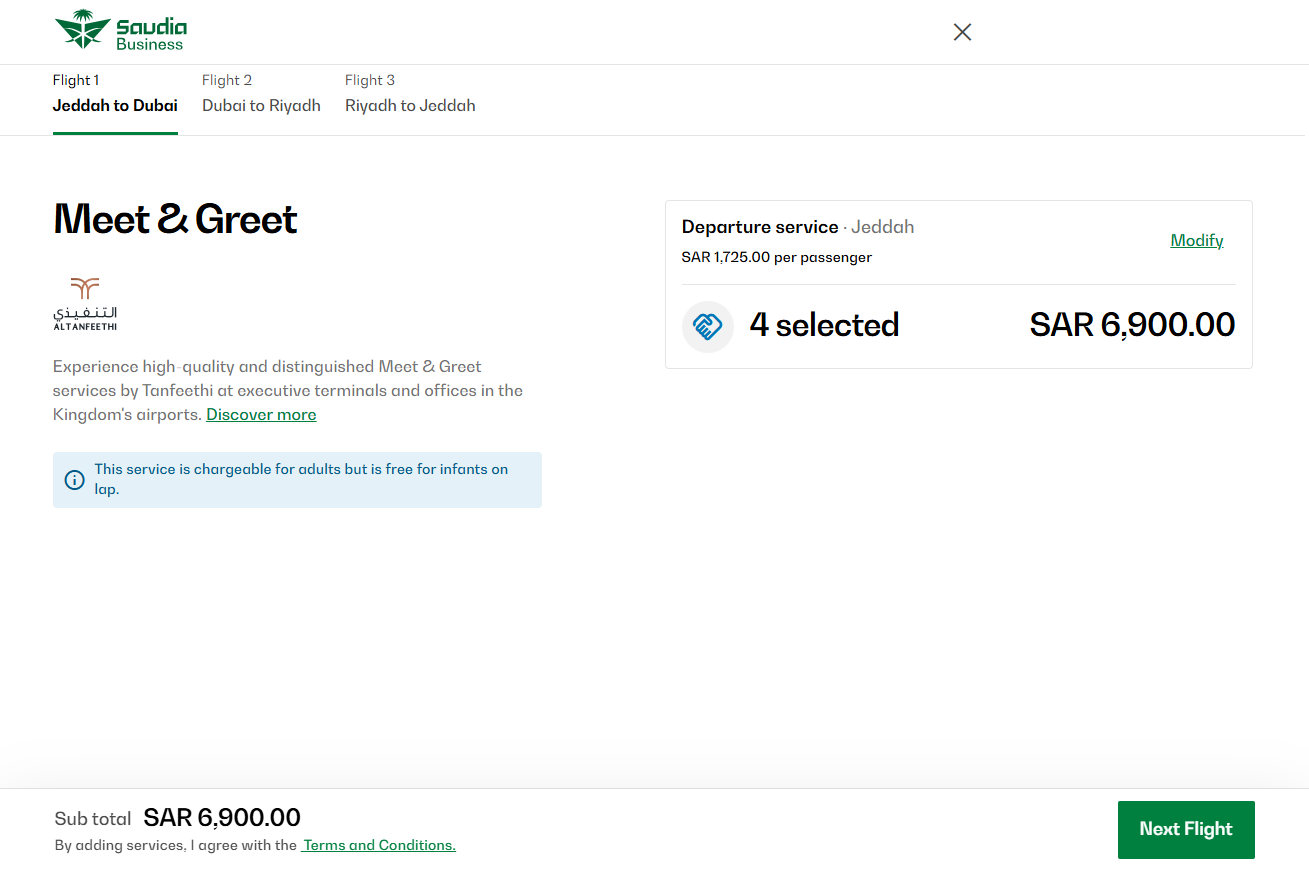 Saudia
Business
Flight 1
Jeddah to Dubai
Flight 2
Dubai to Riyadh
Flight 3
Riyadh to Jeddah
Meet & Greet
التنفيذي
ALTANFEETHI
Experience high-quality and distinguished Meet & Greet
services by Tanfeethi at executive terminals and offices in the
Kingdom's airports. Discover more
This service is chargeable for adults but is free for infants on
lap.
Departure service · Jeddah
SAR 1,725.00 per passenger
Modify
4 selected
SAR 6,900.00
Sub total SAR 6,900.00
By adding services, I agree with the Terms and Conditions.
Next Flight